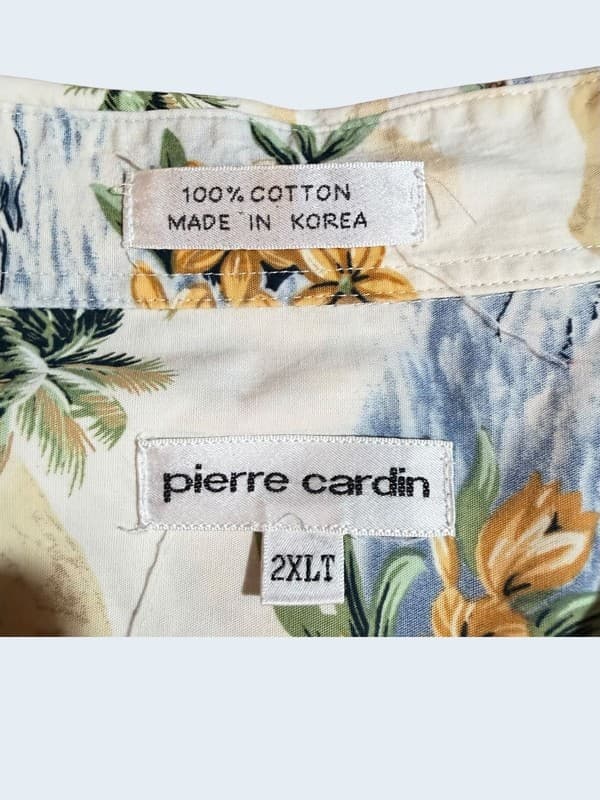 100% COTTON
MADE IN KOREA
pierre cardin
2XLT